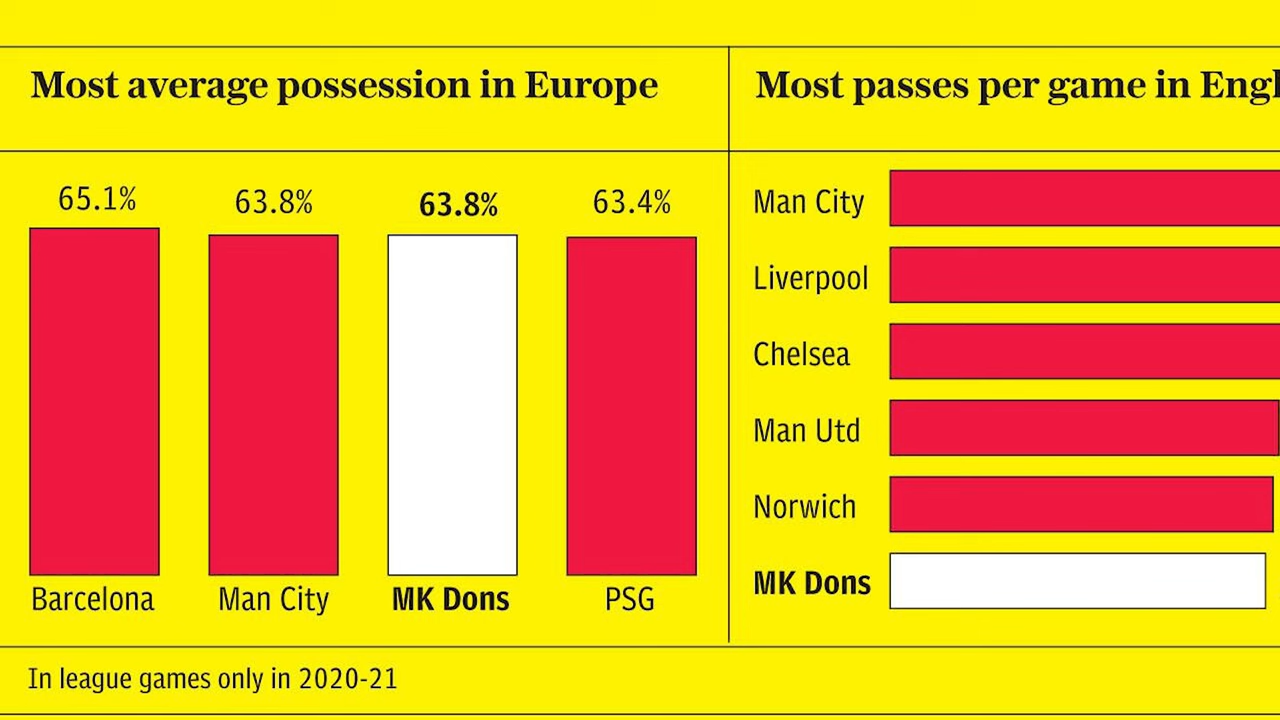 Most average possession in Europe
65.1%
63.8%
63.8%
63.4%
Barcelona
Man City
MK Dons
PSG
Most passes per game in
Man City
Liverpool
Chelsea
Man Utd
Norwich
MK Dons
In league games only in 2020-21